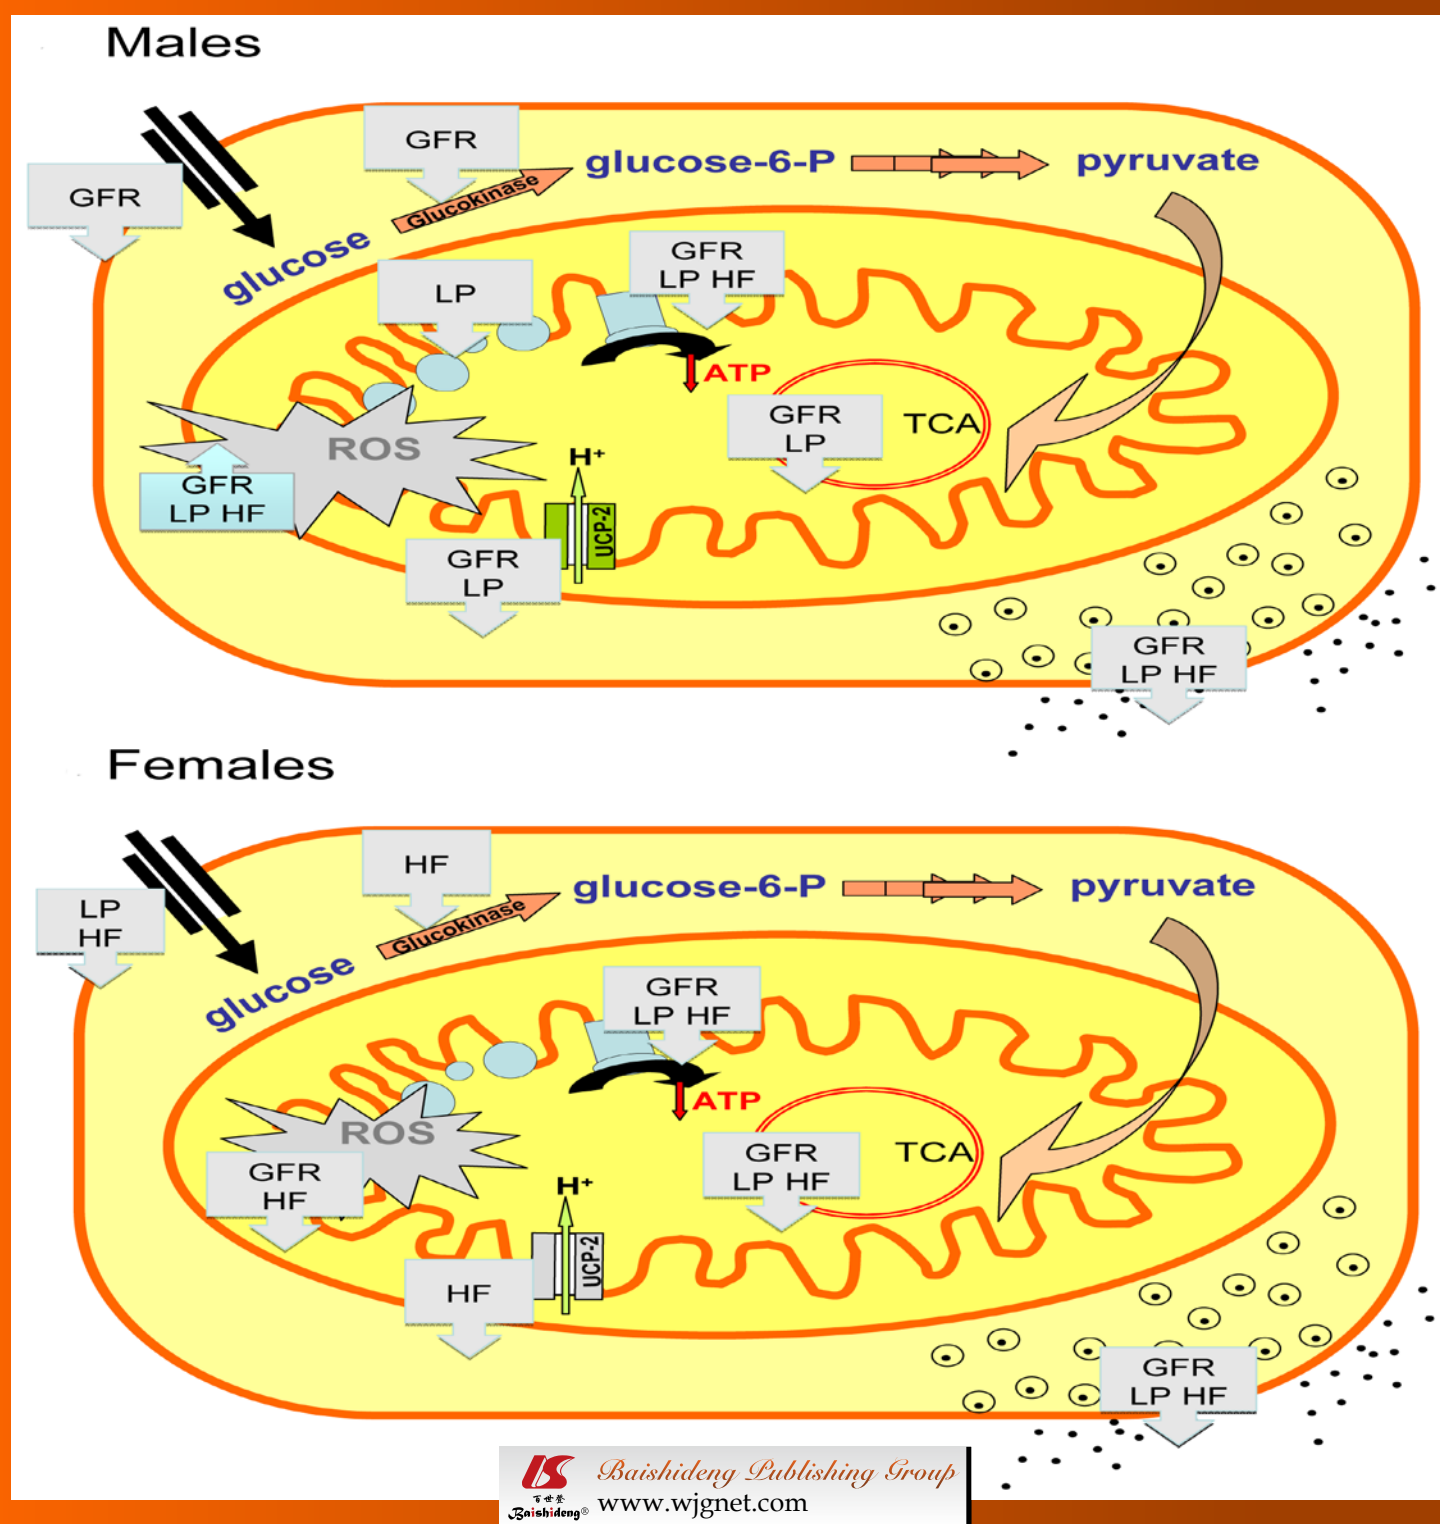 Males
GFR
GFR
Glucokinase
glucose-6-P
pyruvate
glucose
LP
GFR
LP HF
ATP
GFR
LP
TCA
ROS
GFR
LP HF
H+
UCP-2
GFR
LP
GFR
LP HF
Females
HF
LP
HF
Glucokinase
glucose-6-P
pyruvate
glucose
GFR
LP HF
ATP
GFR
LP HF
TCA
ROS
GFR
HF
H+
UCP-2
HF
GFR
LP HF
百世登
Baishideng®
Baishideng Publishing Group
www.wjgnet.com